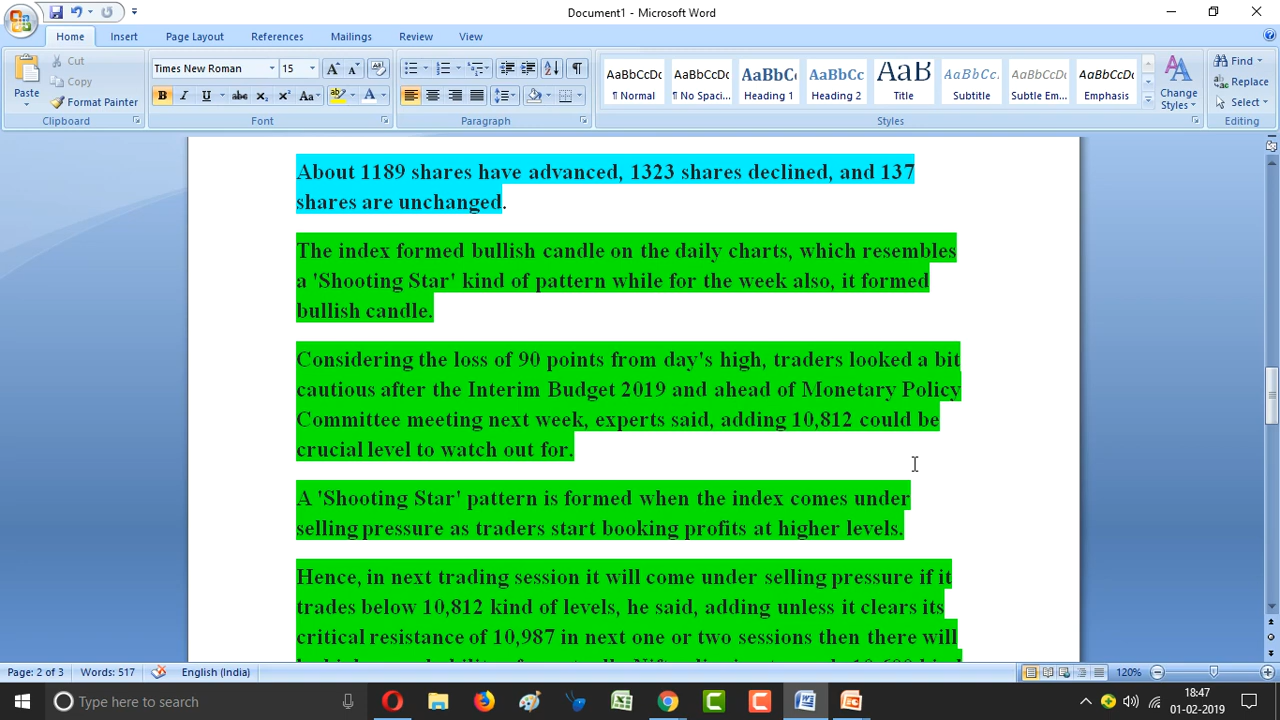 Document1 - Microsoft Word
Home Insert Page Layout References Mailings Review View
Paste
Cut
Copy
Format Painter
Clipboard
Times New Roman 15
Font
Paragraph
AaBbCcDc AaBbCcDc AaBbCc AaBbCc AaB AaBbCc. AaBbCcDc AaBbCcDc
¶ Normal ¶ No Spaci... Heading 1 Heading 2 Title Subtitle Subtle Em... Emphasis
Change
Styles
Styles
Find
Replace
Select
Editing
About 1189 shares have advanced, 1323 shares declined, and 137
shares are unchanged.
The index formed bullish candle on the daily charts, which resembles
a 'Shooting Star' kind of pattern while for the week also, it formed
bullish candle.
Considering the loss of 90 points from day's high, traders looked a bit
cautious after the Interim Budget 2019 and ahead of Monetary Policy
Committee meeting next week, experts said, adding 10,812 could be
crucial level to watch out for.
A 'Shooting Star' pattern is formed when the index comes under
selling pressure as traders start booking profits at higher levels.
Hence, in next trading session it will come under selling pressure if it
trades below 10,812 kind of levels, he said, adding unless it clears its
critical resistance of 10,987 in next one or two sessions then there will
Page: 2 of 3 Words: 517 English (India) 120%
Type here to search
18:47
01-02-2019